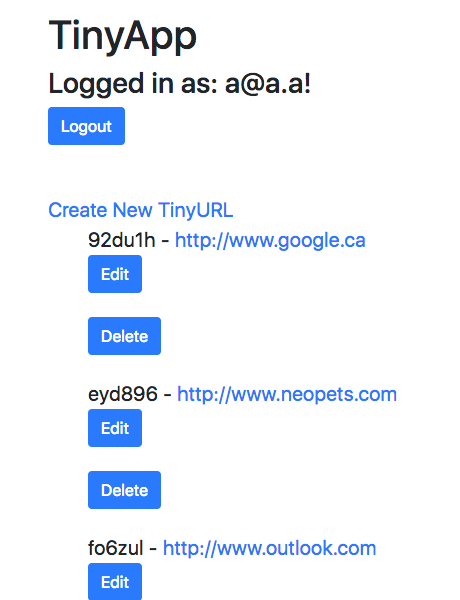 TinyApp
Logged in as: a@a.a!
Logout
Create New TinyURL
92du1h - http://www.google.ca
Edit
Delete
eyd896 - http://www.neopets.com
Edit
Delete
fo6zul - http://www.outlook.com
Edit